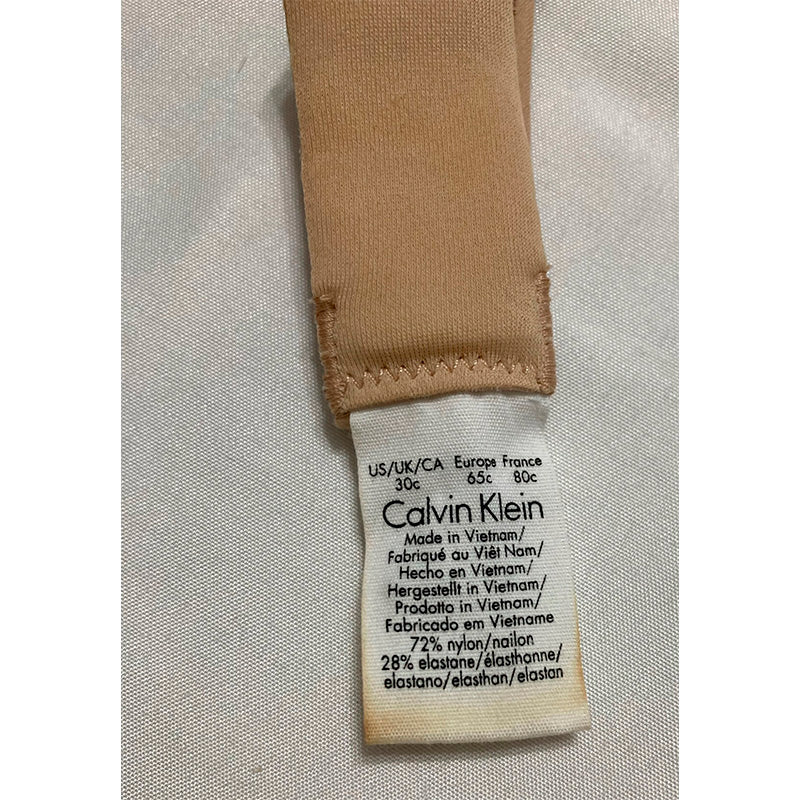 US/UK/CA Europe France
30c 65c 80c
Calvin Klein
Made in Vietnam/
Fabriqué au Viêt Nam/
Hecho en Vietnam/
Hergestellt in Vietnam/
Prodotto in Vietnam/
Fabricado em Vietname
72% nylon/nailon
28% elastane/élasthanne/
elastano/elasthan/elastan